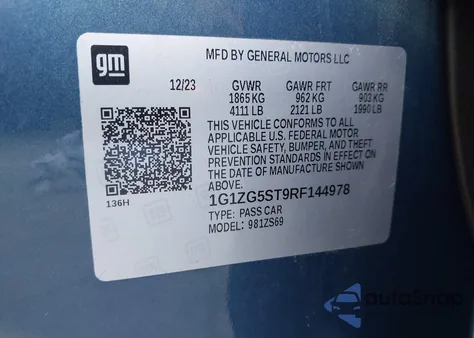 gm
MFD BY GENERAL MOTORS LLC
12/23 GVWR GAWR FRT GAWR RR
1865 KG 962 KG 903 KG
4111 LB 2121 LB 1990 LB
THIS VEHICLE CONFORMS TO ALL
APPLICABLE U.S. FEDERAL MOTOR
VEHICLE SAFETY, BUMPER, AND THEFT
PREVENTION STANDARDS IN EFFECT ON
THE DATE OF MANUFACTURE SHOWN
ABOVE.
136H
1G1ZG5ST9RF144978
TYPE: PASS CAR
MODEL: 981ZS69
autoSnap